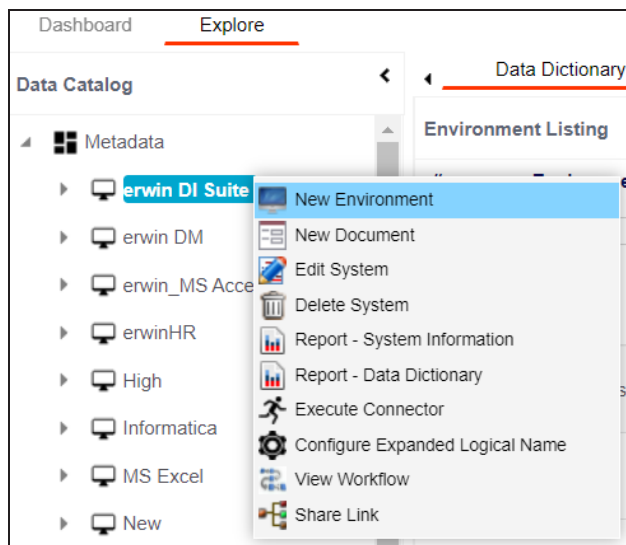 Dashboard Explore
Data Catalog
Data Dictionary
Metadata
Environment Listing
erwin DI Suite
New Environment
erwin DM
New Document
erwin_MS Acce
Edit System
erwinHR
Delete System
High
Report - System Information
Informatica
Report - Data Dictionary
MS Excel
Execute Connector
New
Configure Expanded Logical Name
View Workflow
Share Link